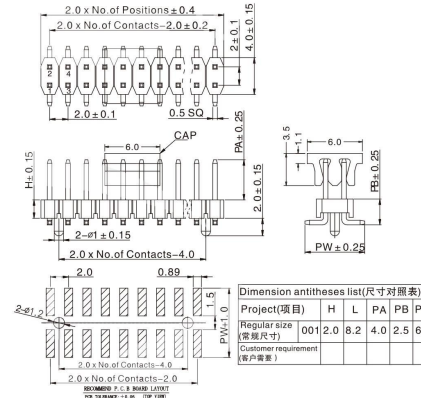 2.0 x No.of Positions±0.4
2.0 x No.of Contacts-2.0±0.2
2±0.1
4.0±0.15
2
4
2.0±0.1
0.5 SQ
CAP
6.0
PA±0.25
H±0.15
2.0±0.15
2-ø1±0.15
2.0 x No.of Contacts-4.0
6.0
3.5
1.1
PB±0.25
PW±0.25
2.0
0.89
1.5
PW+1.0
2-ø1.2
2.0 x No.of Contacts-4.0
2.0 x No.of Contacts-2.0
RECOMMEND P.C.B BOARD LAYOUT
PCB TOLERANCE:±0.05 (TOP VIEW)
Dimension antitheses list(尺寸对照表)
Project(项目) H L PA PB P
Regular size (常规尺寸) 001 2.0 8.2 4.0 2.5 6
Customer requirement (客户需要)